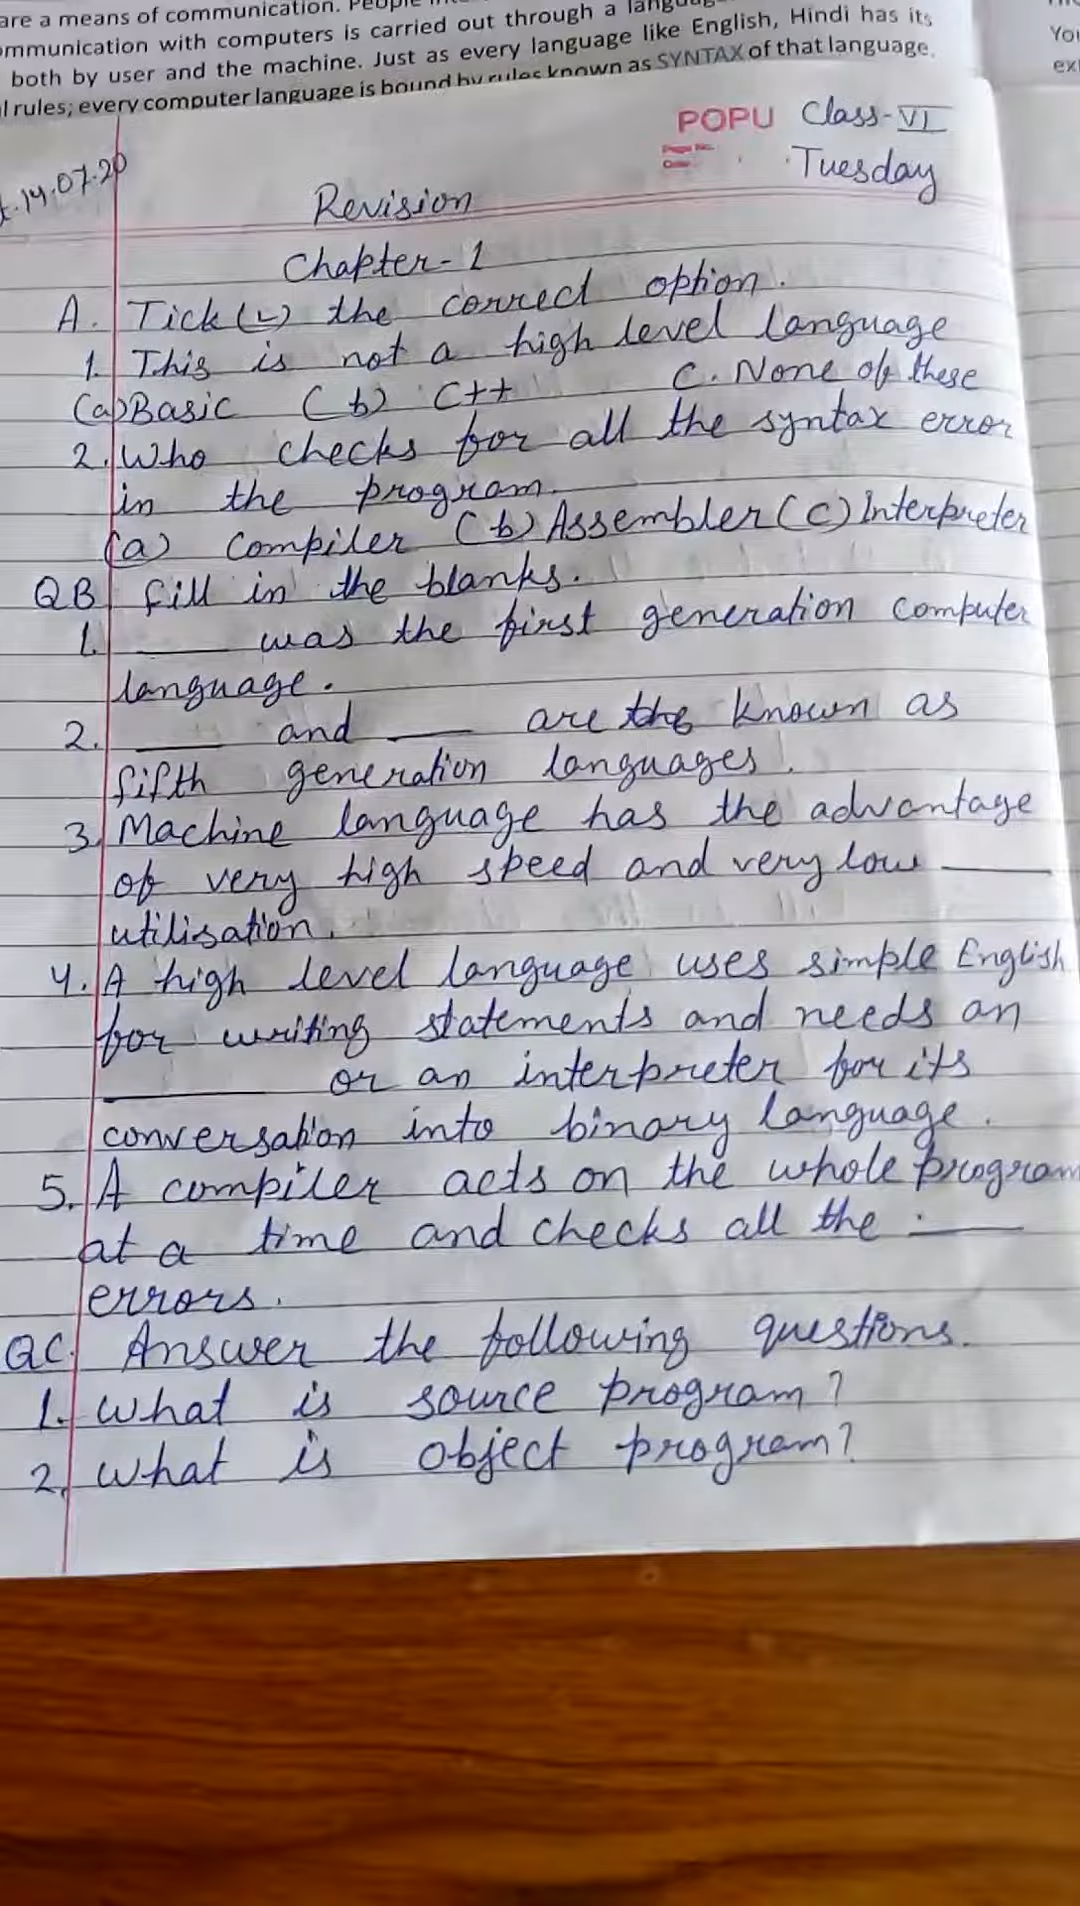 are a means of communication.
mmunication with computers is carried out through a
both by user and the machine. Just as every language like English, Hindi has its
l rules; every computer language is bound by rules known as SYNTAX of that language.
You
POPU Class-VI
Page No.
Date
14.07.20
Tuesday
Revision
Chapter-1
A. Tick (✓) the correct option.
1. This is not a high level language
(a) Basic (b) C++ C. None of these
2. Who checks for all the syntax error
in the program.
(a) Compiler (b) Assembler (c) Interpreter
QB fill in the blanks.
1. ____ was the first generation computer
language.
2. ____ and ____ are the known as
fifth generation languages.
3. Machine language has the advantage
of very high speed and very low ____
utilisation.
4. A high level language uses simple English
for writing statements and needs an
____ or an interpreter for its
conversation into binary language.
5. A compiler acts on the whole program
at a time and checks all the ____
errors.
QC. Answer the following questions.
1. What is source program?
2. What is object program?